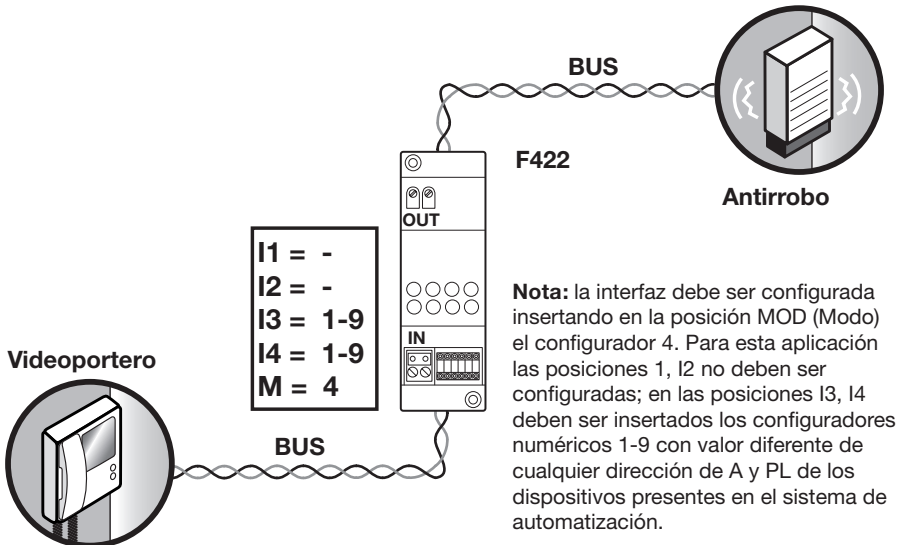 BUS
F422
Antirrobo
OUT
I1 = -
I2 = -
I3 = 1-9
I4 = 1-9
M = 4
IN
Videoportero
BUS
Nota: la interfaz debe ser configurada
insertando en la posición MOD (Modo)
el configurador 4. Para esta aplicación
las posiciones 1, I2 no deben ser
configuradas; en las posiciones I3, I4
deben ser insertados los configuradores
numéricos 1-9 con valor diferente de
cualquier dirección de A y PL de los
dispositivos presentes en el sistema de
automatización.